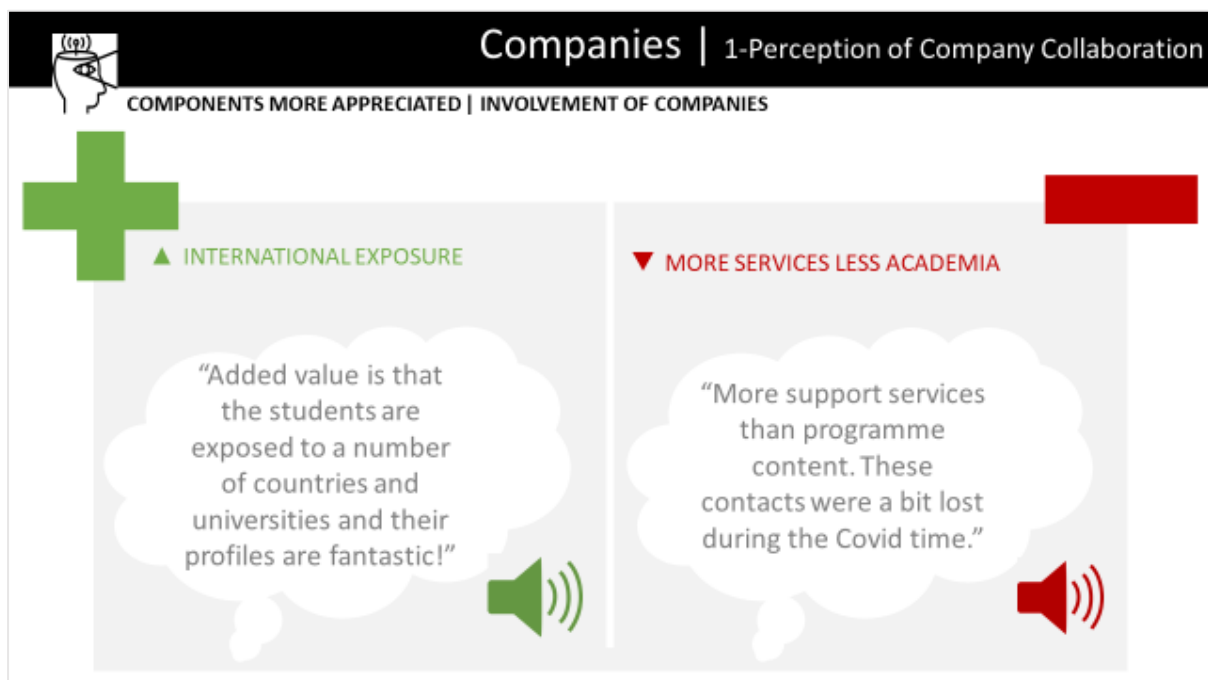 Companies | 1-Perception of Company Collaboration
COMPONENTS MORE APPRECIATED | INVOLVEMENT OF COMPANIES
▲ INTERNATIONAL EXPOSURE
“Added value is that
the students are
exposed to a number
of countries and
universities and their
profiles are fantastic!”
▼ MORE SERVICES LESS ACADEMIA
“More support services
than programme
content. These
contacts were a bit lost
during the Covid time.”